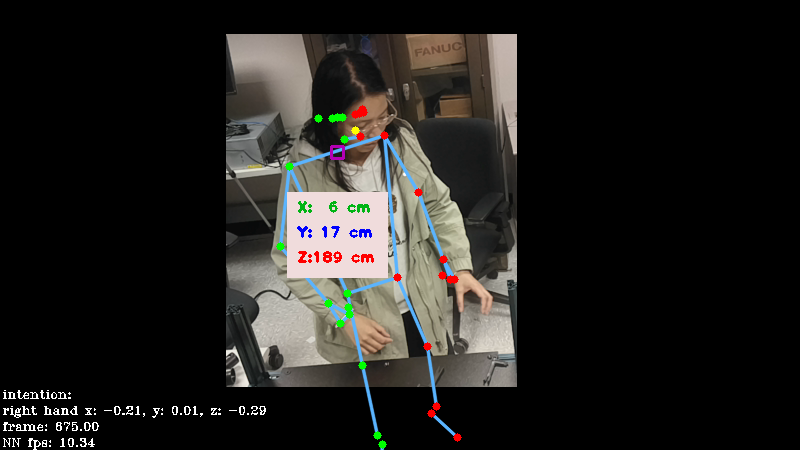 FANUC
X: 6 cm
Y: 17 cm
Z:189 cm
intention:
right hand x: -0.21, y: 0.01, z: -0.29
frame: 675.00
NN fps: 10.34